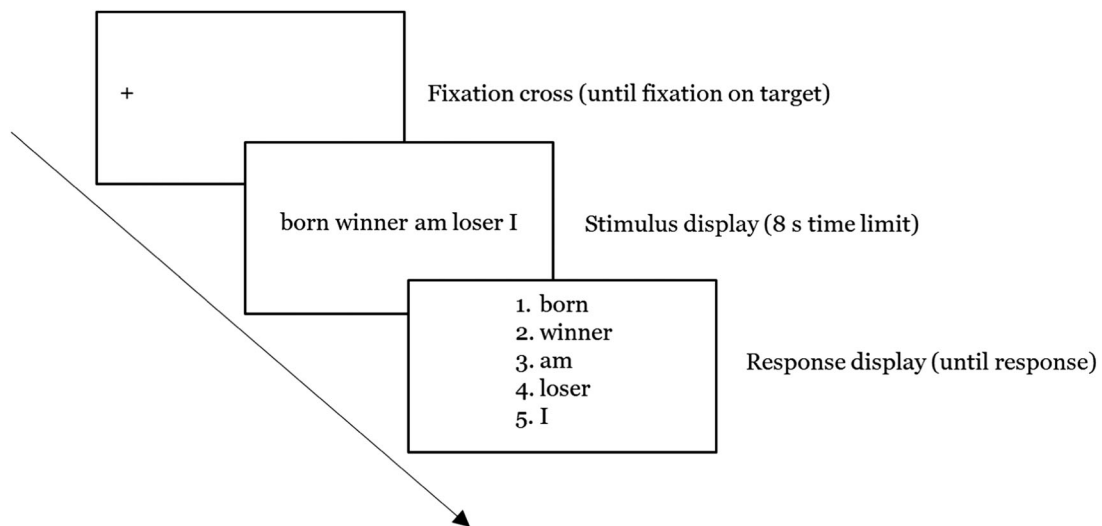 +
Fixation cross (until fixation on target)
born winner am loser I
Stimulus display (8 s time limit)
1. born
2. winner
3. am
4. loser
5. I
Response display (until response)